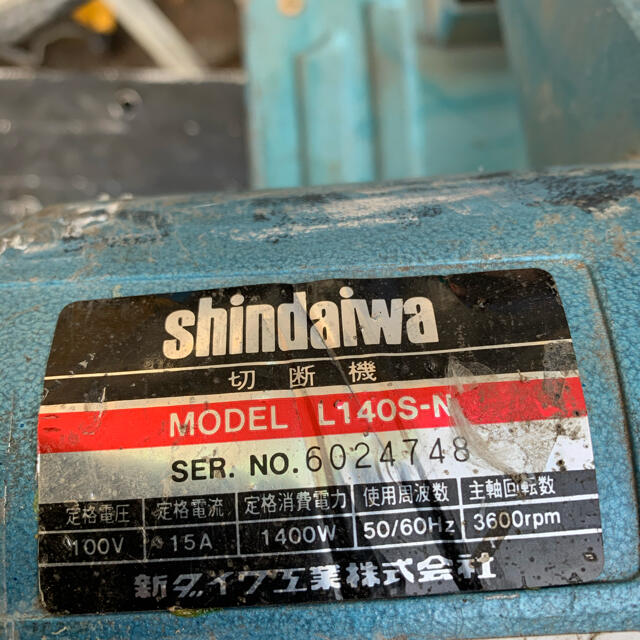 shindaiwa
切断機
MODEL L140S-N
SER. NO. 6024748
定格電圧 定格電流 定格消費電力 使用周波数 主軸回転数
100V 15A 1400W 50/60Hz 3600rpm
新ダイワ工業株式会社